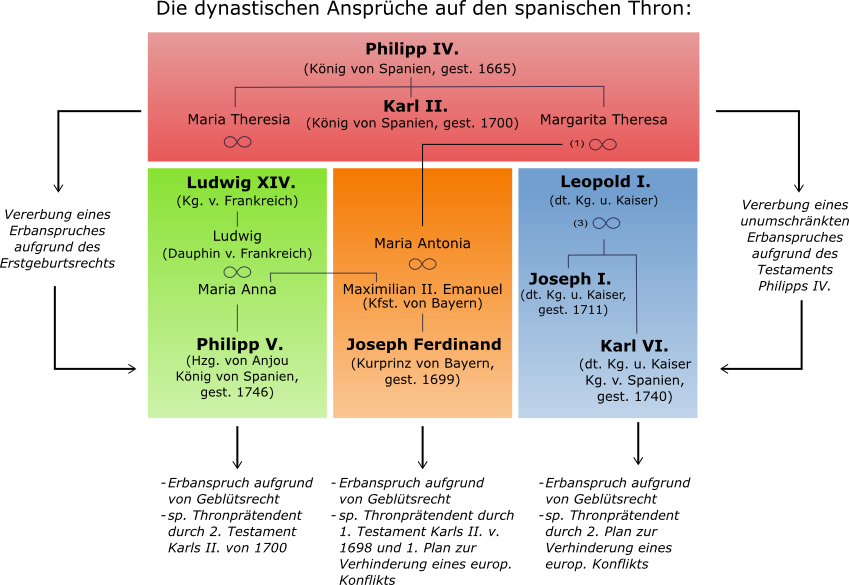 Die dynastischen Ansprüche auf den spanischen Thron:
Philipp IV.
(König von Spanien, gest. 1665)
Maria Theresia
Karl II.
(König von Spanien, gest. 1700)
Margarita Theresa
(1)
Vererbung eines
Erbanspruches
aufgrund des
Erstgeburtsrechts
Ludwig XIV.
(Kg. v. Frankreich)
Ludwig
(Dauphin v. Frankreich)
Maria Anna
Philipp V.
(Hzg. von Anjou
König von Spanien,
gest. 1746)
Maria Antonia
Maximilian II. Emanuel
(Kfst. von Bayern)
Joseph Ferdinand
(Kurprinz von Bayern,
gest. 1699)
Leopold I.
(dt. Kg. u. Kaiser)
(3)
Joseph I.
(dt. Kg. u. Kaiser,
gest. 1711)
Karl VI.
(dt. Kg. u. Kaiser
Kg. v. Spanien,
gest. 1740)
Vererbung eines
unumschränkten
Erbanspruches
aufgrund des
Testaments
Philipps IV.
-Erbanspruch aufgrund
von Geblütsrecht
-sp. Thronprätendent
durch 2. Testament
Karls II. von 1700
-Erbanspruch aufgrund
von Geblütsrecht
-sp. Thronprätendent durch
1. Testament Karls II. v.
1698 und 1. Plan zur
Verhinderung eines europ.
Konflikts
-Erbanspruch aufgrund
von Geblütsrecht
-sp. Thronprätendent
durch 2. Plan zur
Verhinderung eines
europ. Konflikts